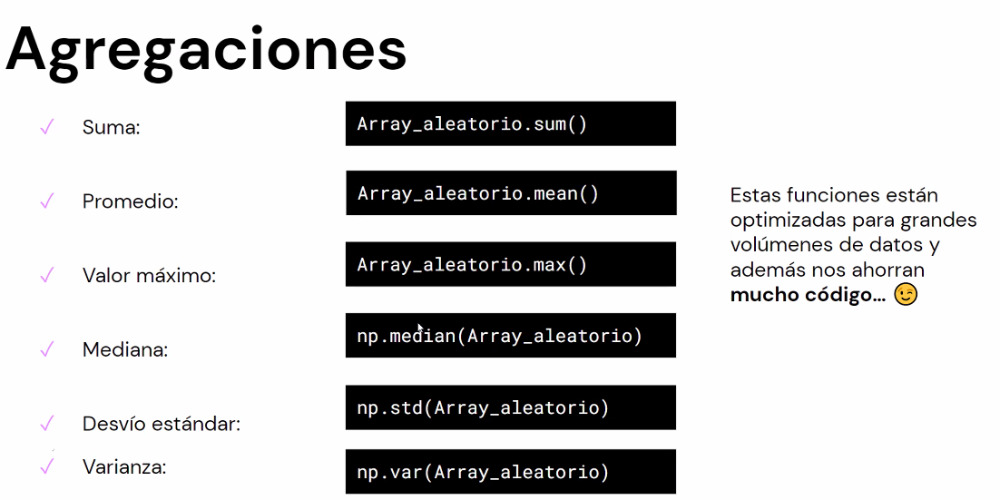 Agregaciones
✓ Suma: Array_aleatorio.sum()
✓ Promedio: Array_aleatorio.mean()
✓ Valor máximo: Array_aleatorio.max()
✓ Mediana: np.median(Array_aleatorio)
✓ Desvío estándar: np.std(Array_aleatorio)
✓ Varianza: np.var(Array_aleatorio)
Estas funciones están
optimizadas para grandes
volúmenes de datos y
además nos ahorran
mucho código... 😉